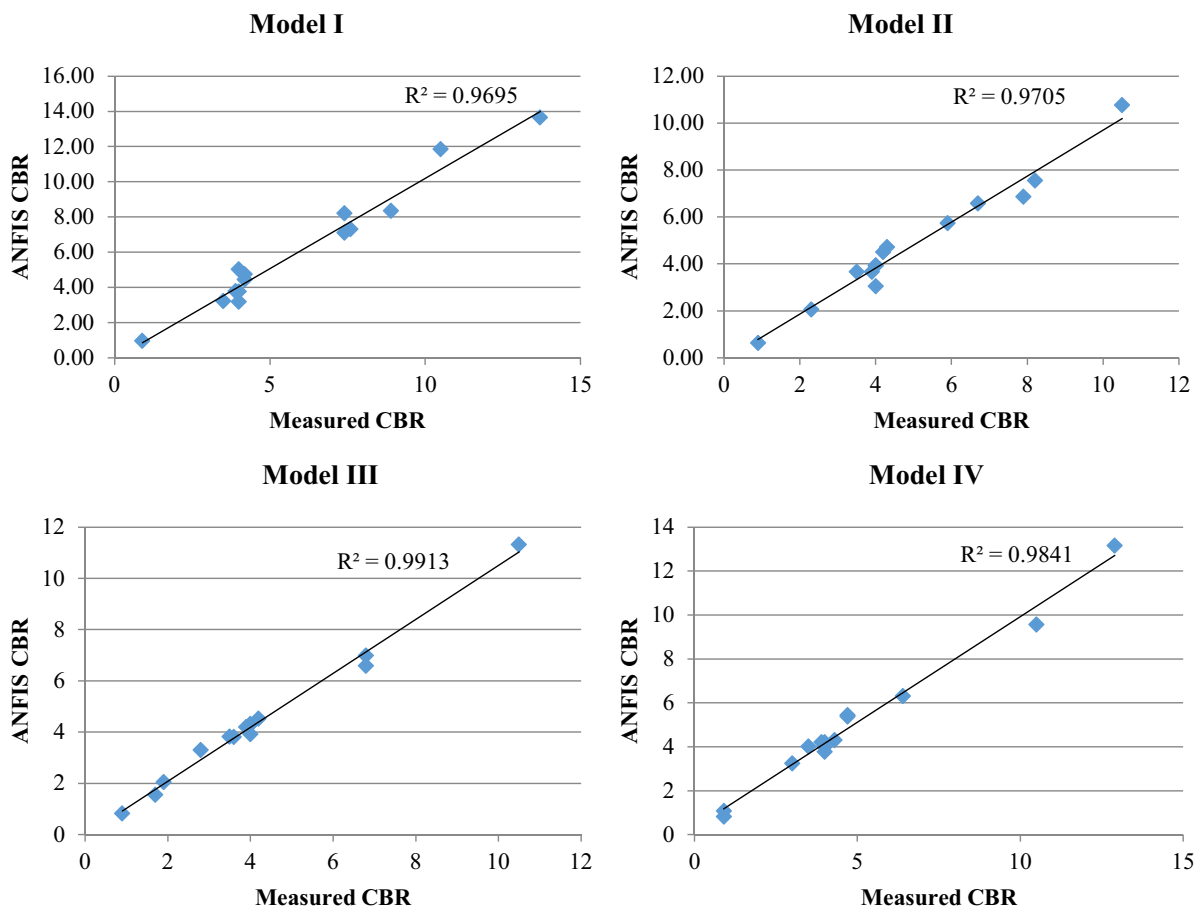 Model I
R² = 0.9695
ANFIS CBR
16.00
14.00
12.00
10.00
8.00
6.00
4.00
2.00
0.00
0 5 10 15
Measured CBR
Model II
R² = 0.9705
ANFIS CBR
12.00
10.00
8.00
6.00
4.00
2.00
0.00
0 2 4 6 8 10 12
Measured CBR
Model III
R² = 0.9913
ANFIS CBR
12
10
8
6
4
2
0
0 2 4 6 8 10 12
Measured CBR
Model IV
R² = 0.9841
ANFIS CBR
14
12
10
8
6
4
2
0
0 5 10 15
Measured CBR